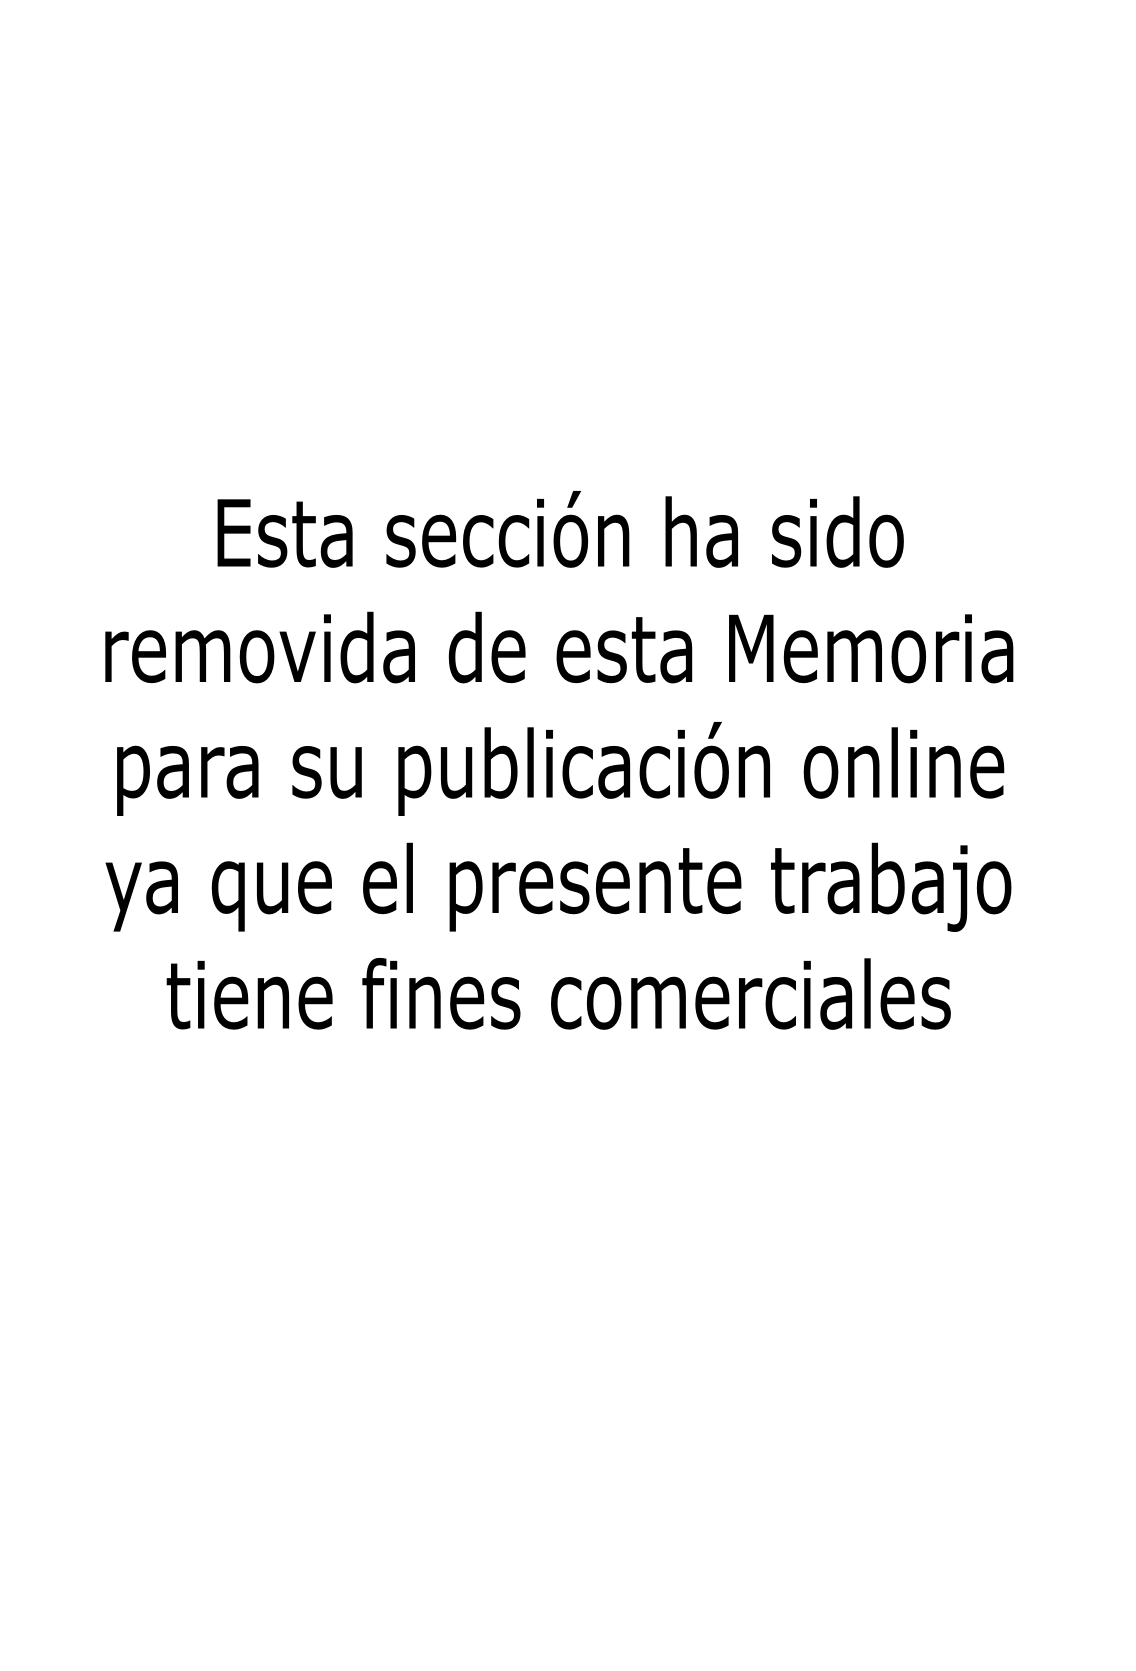 Esta sección ha sido
removida de esta Memoria
para su publicación online
ya que el presente trabajo
tiene fines comerciales